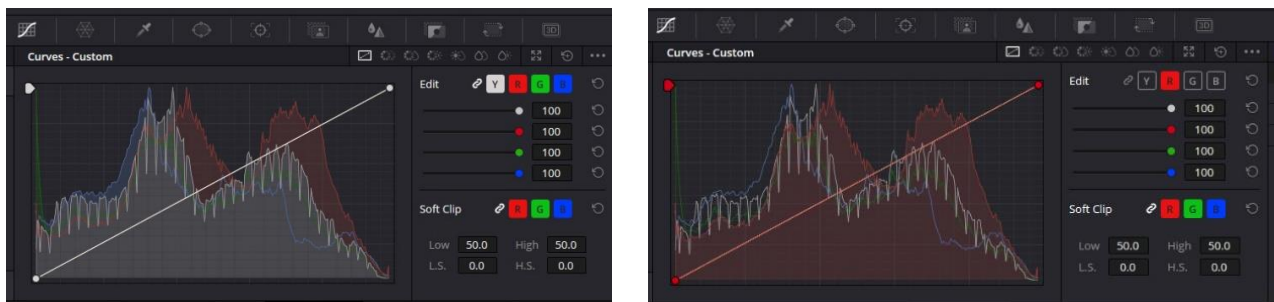 3D
Curves - Custom
Edit Y R G B
100
100
100
100
Soft Clip R G B
Low 50.0 High 50.0
L.S. 0.0 H.S. 0.0
3D
Curves - Custom
Edit Y R G B
100
100
100
100
Soft Clip R G B
Low 50.0 High 50.0
L.S. 0.0 H.S. 0.0